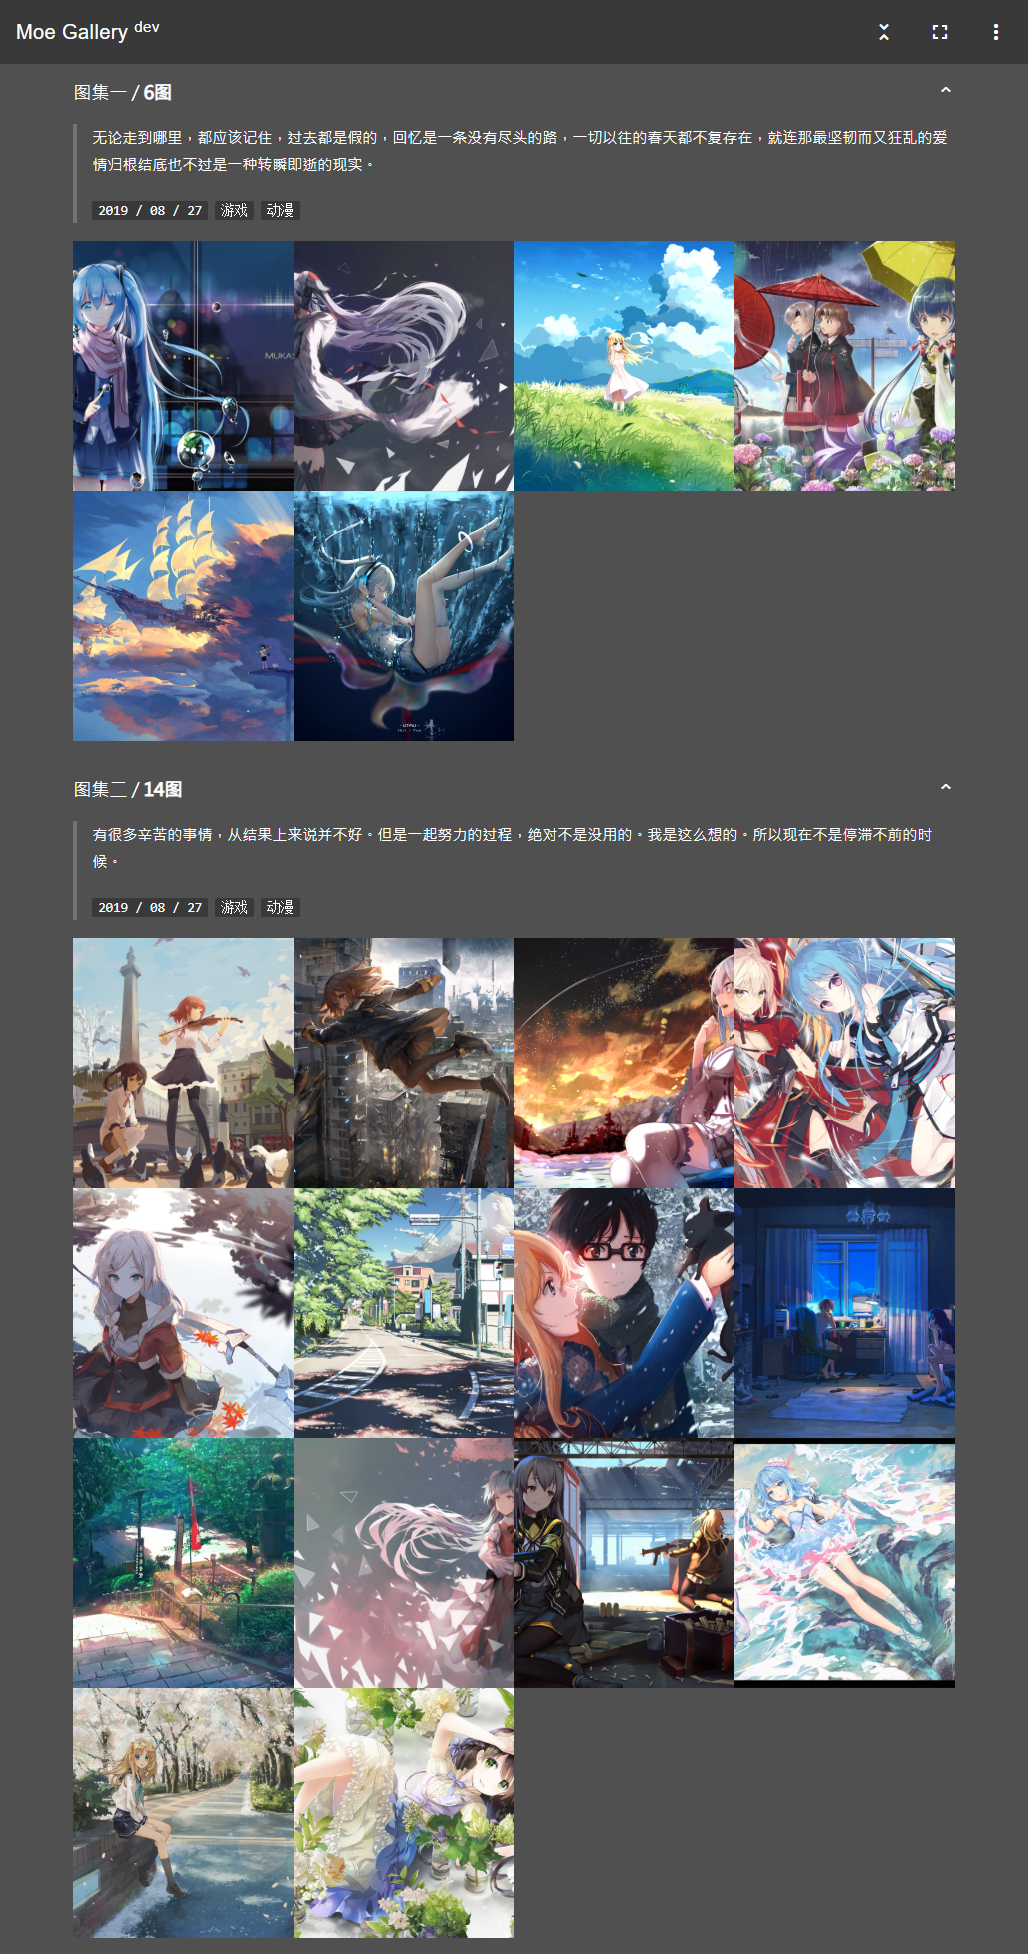 Moe Gallery dev
图集一 / 6图
无论走到哪里，都应该记住，过去都是假的，回忆是一条没有尽头的路，一切以往的春天都不复存在，就连那最坚韧而又狂乱的爱
情归根结底也不过是一种转瞬即逝的现实。
2019 / 08 / 27 游戏 动漫
MUKA
图集二 / 14图
有很多辛苦的事情，从结果上来说并不好。但是一起努力的过程，绝对不是没用的。我是这么想的。所以现在不是停滞不前的时
候。
2019 / 08 / 27 游戏 动漫